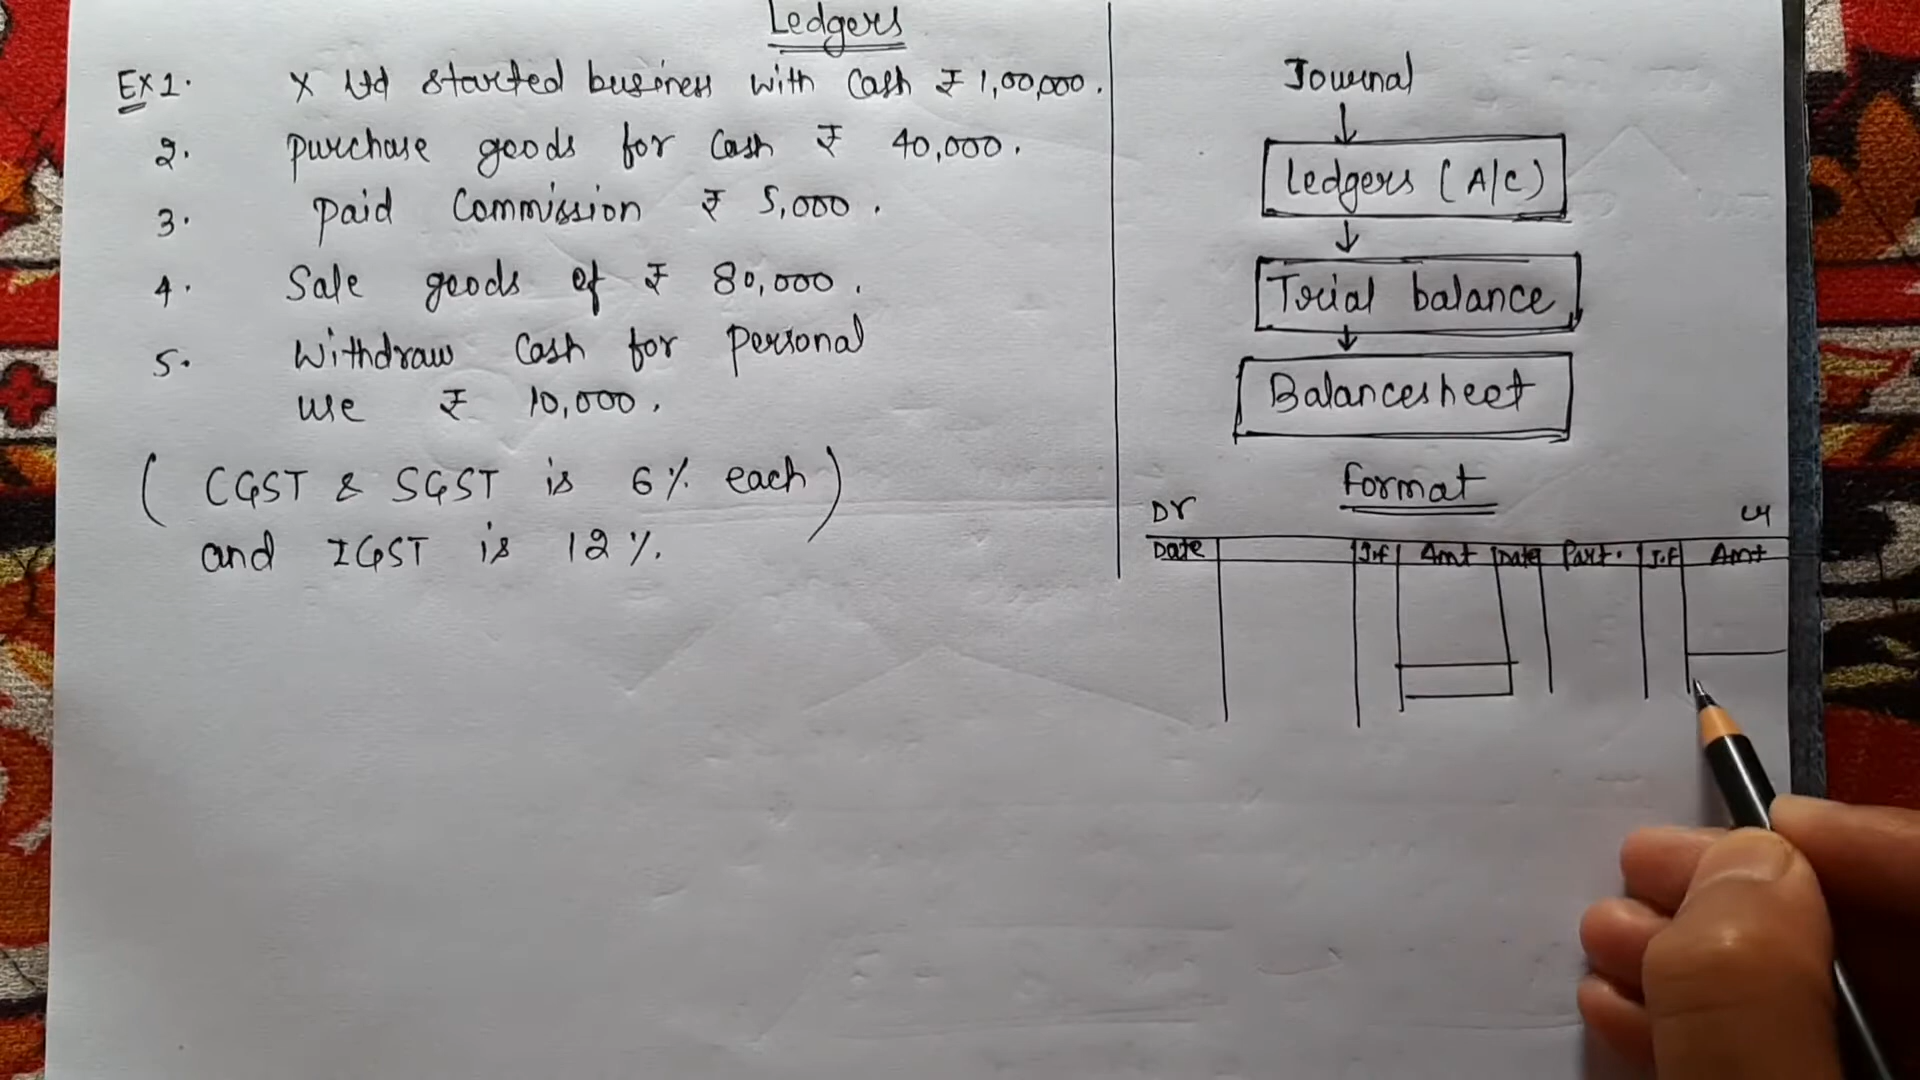 Ledgers
Ex 1. X Ltd started business with Cash ₹ 1,00,000.
2. purchase goods for Cash ₹ 40,000.
3. paid Commission ₹ 5,000.
4. Sale goods of ₹ 80,000.
5. Withdraw Cash for personal
use ₹ 10,000.
( CGST & SGST is 6% each )
and IGST is 12%.
Journal
Ledgers (A/C)
Trial balance
Balancesheet
Format
Dr Cr
Date J.f Amt Date Part. J.f Amt